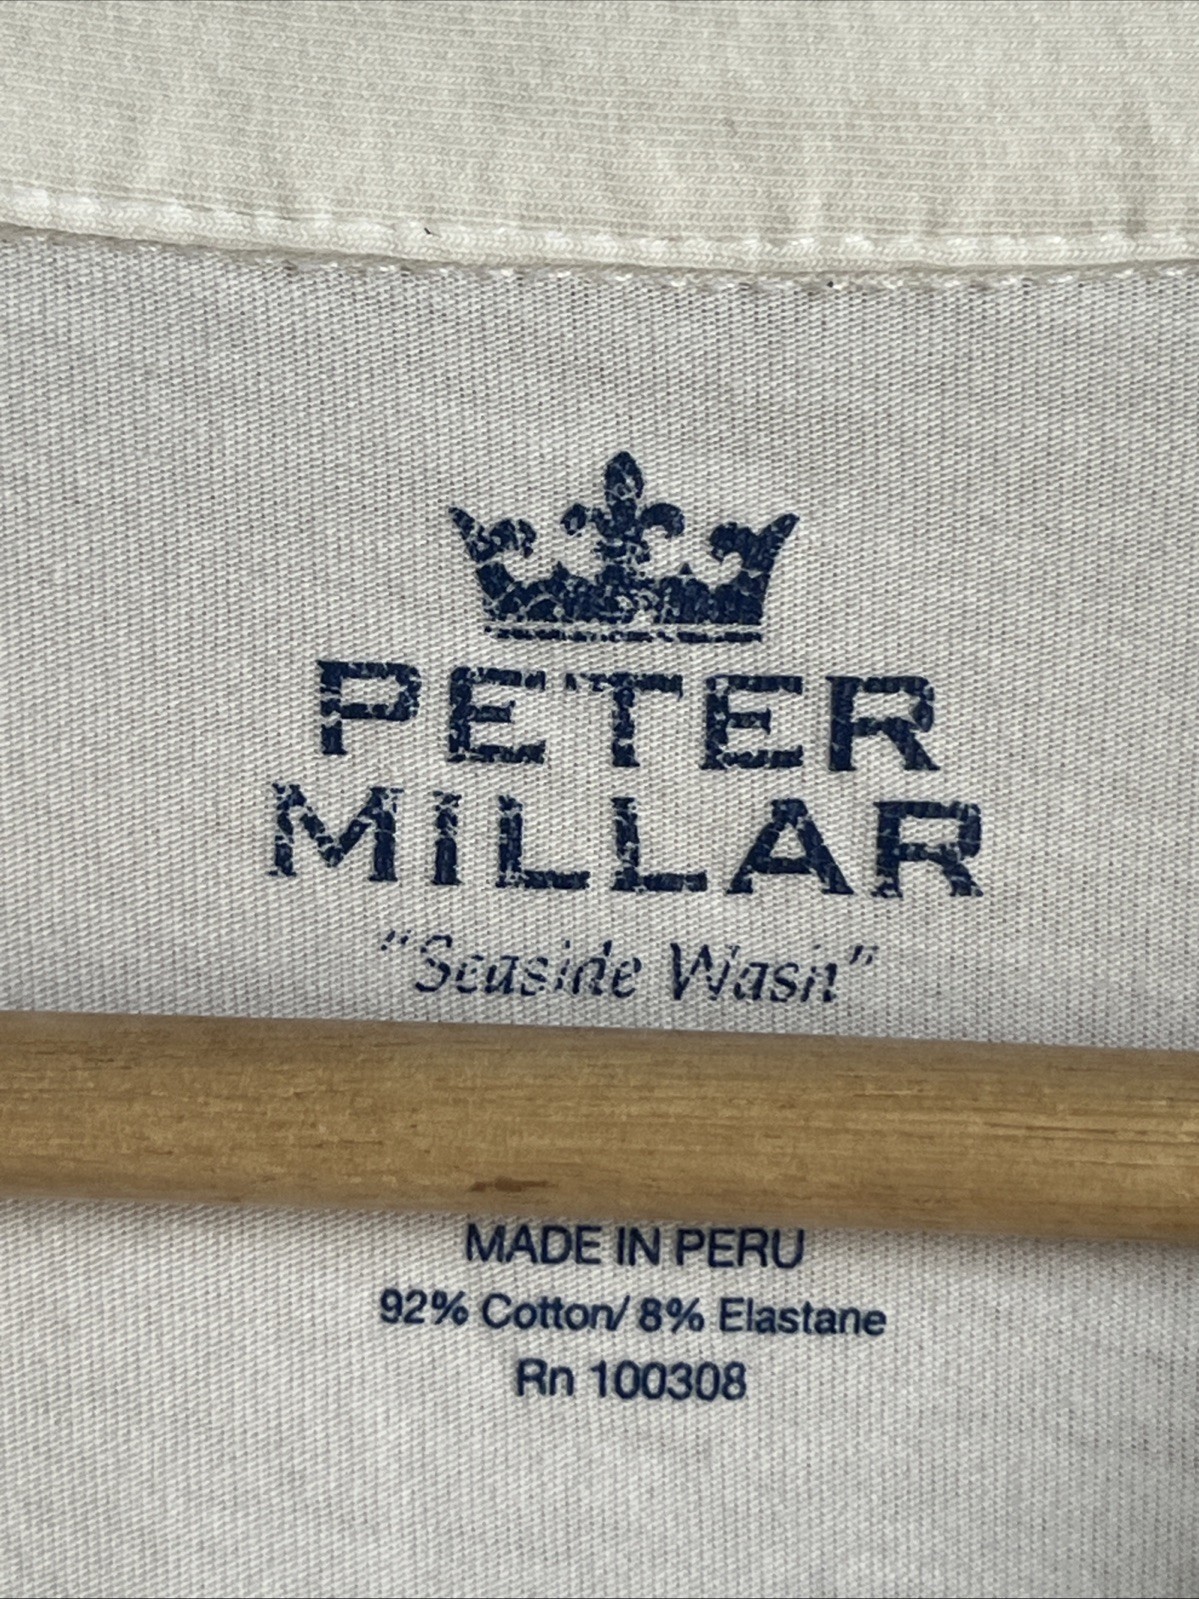 PETER
MILLAR
"Seaside Wash"
MADE IN PERU
92% Cotton/ 8% Elastane
Rn 100308